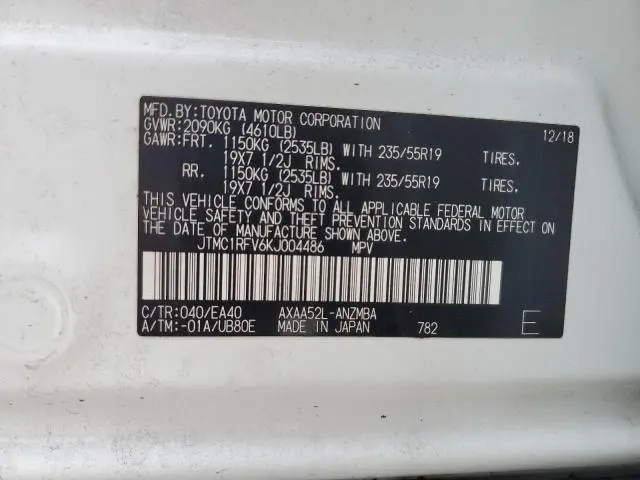 MFD.BY:TOYOTA MOTOR CORPORATION 12/18
GVWR:2090KG (4610LB)
GAWR:FRT. 1150KG (2535LB) WITH 235/55R19 TIRES.
19X7 1/2J RIMS.
RR. 1150KG (2535LB) WITH 235/55R19 TIRES.
19X7 1/2J RIMS.
THIS VEHICLE CONFORMS TO ALL APPLICABLE FEDERAL MOTOR
VEHICLE SAFETY AND THEFT PREVENTION STANDARDS IN EFFECT ON
THE DATE OF MANUFACTURE SHOWN ABOVE.
JTMC1RFV6KJ004486 MPV
C/TR:040/EA40 AXAA52L-ANZMBA
A/TM:-01A/UB80E MADE IN JAPAN 782 E